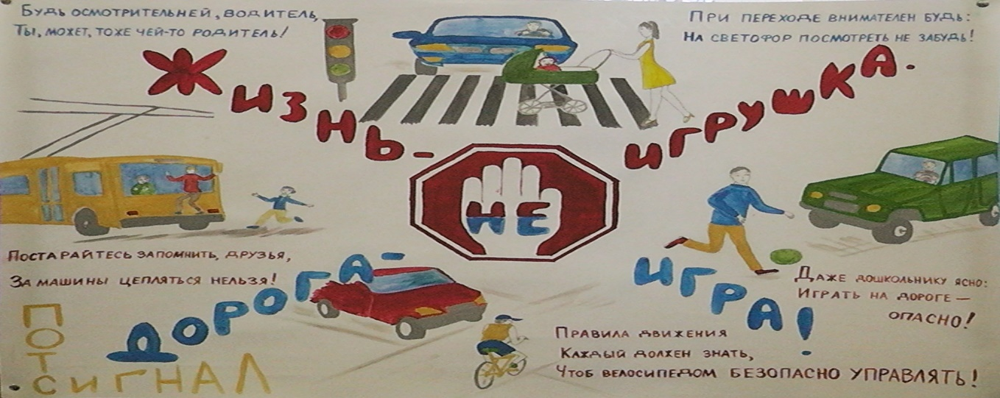 Будь осмотрительней, водитель,
Ты, может, тоже чей-то родитель!
При переходе внимателен будь:
На светофор посмотреть не забудь!
Жизнь-
не
игрушка.
Постарайтесь запомнить, друзья,
За машины цепляться нельзя!
дорога-
игра!
Даже дошкольнику ясно:
Играть на дороге —
опасно!
Правила движения
Каждый должен знать,
Чтоб велосипедом безопасно управлять!
ПОТ
СИГНАЛ